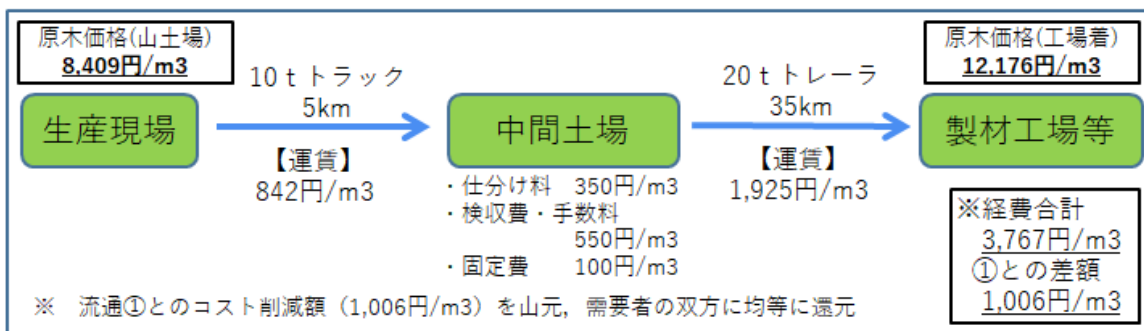 原木価格(山土場)
8,409円/m3
原木価格(工場着)
12,176円/m3
10ｔトラック
5km
20ｔトレーラ
35km
生産現場
中間土場
製材工場等
【運賃】
842円/m3
・仕分け料　350円/m3
・検収費・手数料
550円/m3
・固定費　　100円/m3
【運賃】
1,925円/m3
※経費合計
3,767円/m3
①との差額
1,006円/m3
※　流通①とのコスト削減額（1,006円/m3）を山元，需要者の双方に均等に還元